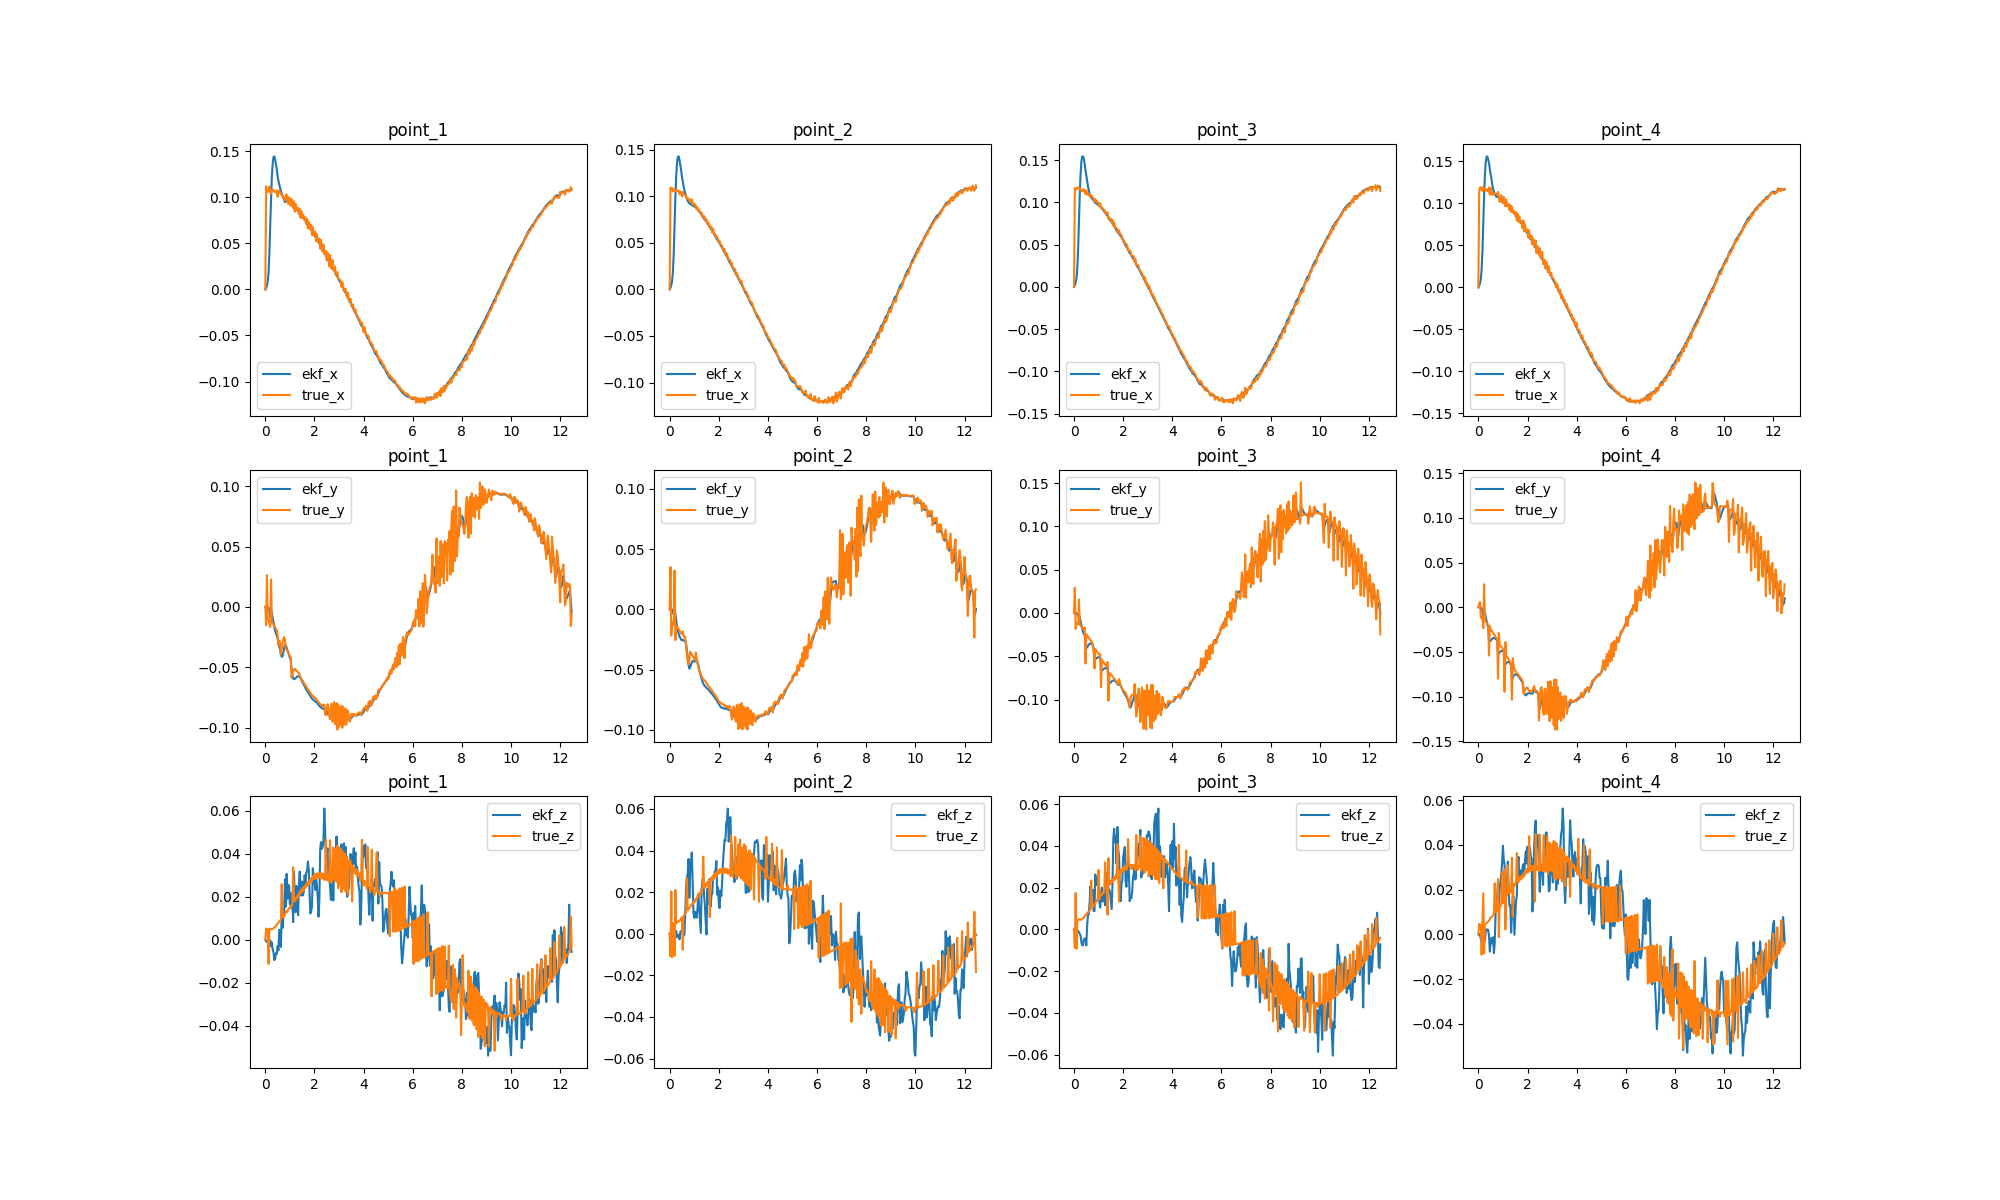 point_1 point_2 point_3 point_4
0.15 0.15 0.15 0.15
0.10 0.10 0.10 0.10
0.05 0.05 0.05 0.05
0.00 0.00 0.00 0.00
−0.05 −0.05 −0.05 −0.05
−0.10 −0.10 −0.10 −0.10
−0.15 −0.15
ekf_x ekf_x ekf_x ekf_x
true_x true_x true_x true_x
0 2 4 6 8 10 12 0 2 4 6 8 10 12 0 2 4 6 8 10 12 0 2 4 6 8 10 12
point_1 point_2 point_3 point_4
ekf_y ekf_y ekf_y ekf_y
true_y true_y true_y true_y
0.15 0.15
0.10 0.10 0.10 0.10
0.05 0.05 0.05 0.05
0.00 0.00 0.00 0.00
−0.05 −0.05 −0.05 −0.05
−0.10 −0.10 −0.10 −0.10
−0.15
0 2 4 6 8 10 12 0 2 4 6 8 10 12 0 2 4 6 8 10 12 0 2 4 6 8 10 12
point_1 point_2 point_3 point_4
ekf_z ekf_z ekf_z ekf_z
true_z true_z true_z true_z
0.06 0.06 0.06 0.06
0.04 0.04 0.04 0.04
0.02 0.02 0.02 0.02
0.00 0.00 0.00 0.00
−0.02 −0.02 −0.02 −0.02
−0.04 −0.04 −0.04 −0.04
−0.06 −0.06
0 2 4 6 8 10 12 0 2 4 6 8 10 12 0 2 4 6 8 10 12 0 2 4 6 8 10 12